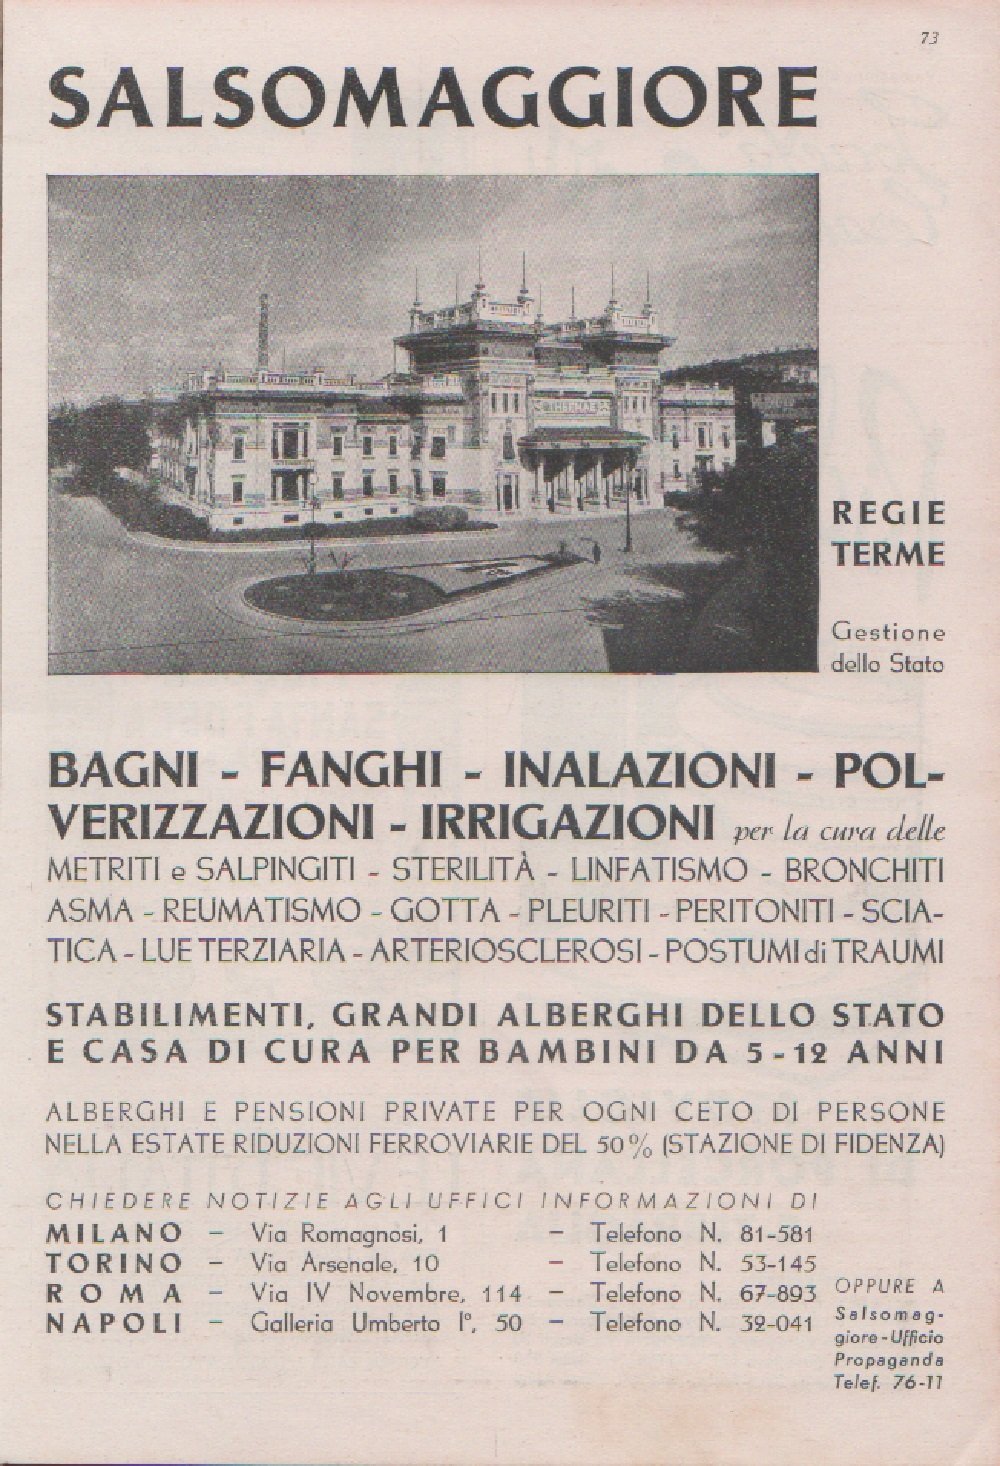 73
SALSOMAGGIORE
THERMAE
REGIE
TERME
Gestione
dello Stato
BAGNI - FANGHI - INALAZIONI - POL-
VERIZZAZIONI - IRRIGAZIONI per la cura delle
METRITI e SALPINGITI - STERILITÀ - LINFATISMO - BRONCHITI
ASMA - REUMATISMO - GOTTA - PLEURITI - PERITONITI - SCIA-
TICA - LUE TERZIARIA - ARTERIOSCLEROSI - POSTUMI di TRAUMI
STABILIMENTI, GRANDI ALBERGHI DELLO STATO
E CASA DI CURA PER BAMBINI DA 5-12 ANNI
ALBERGHI E PENSIONI PRIVATE PER OGNI CETO DI PERSONE
NELLA ESTATE RIDUZIONI FERROVIARIE DEL 50% (STAZIONE DI FIDENZA)
CHIEDERE NOTIZIE AGLI UFFICI INFORMAZIONI DI
MILANO - Via Romagnosi, 1 - Telefono N. 81-581
TORINO - Via Arsenale, 10 - Telefono N. 53-145
ROMA - Via IV Novembre, 114 - Telefono N. 67-893
NAPOLI - Galleria Umberto Iº, 50 - Telefono N. 32-041
OPPURE A
Salsomag-
giore-Ufficio
Propaganda
Telef. 76-11